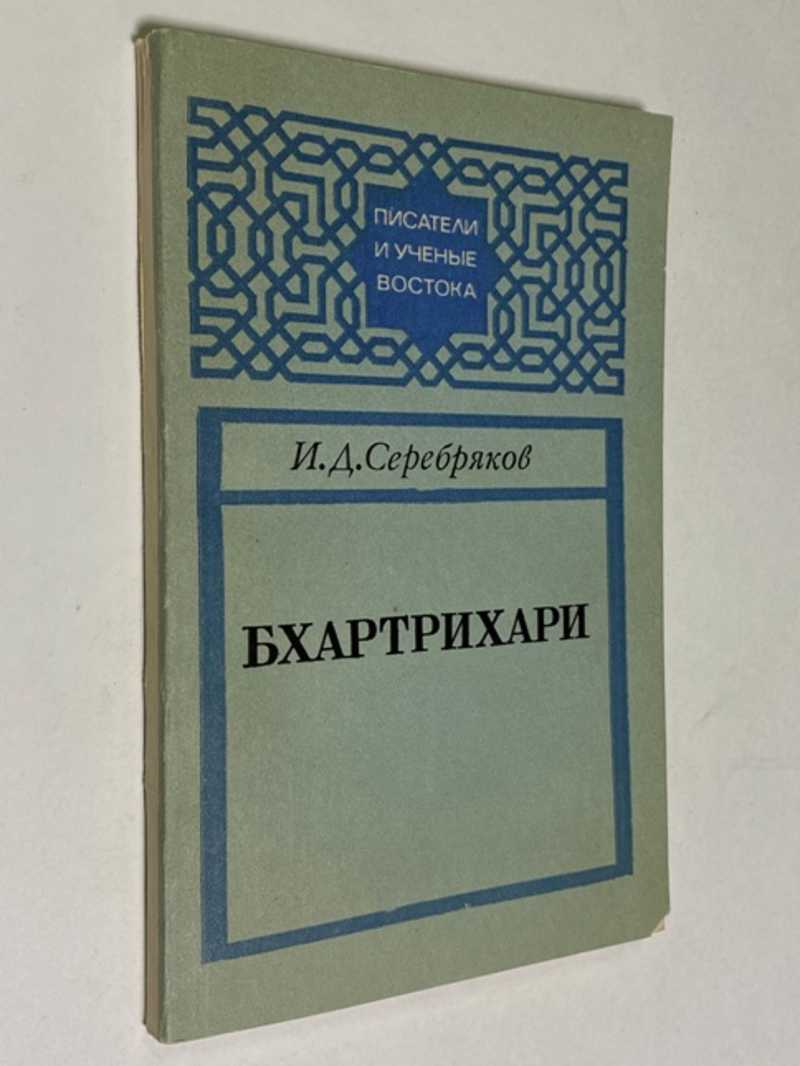 ПИСАТЕЛИ
И УЧЕНЫЕ
ВОСТОКА
И.Д.Серебряков
БХАРТРИХАРИ